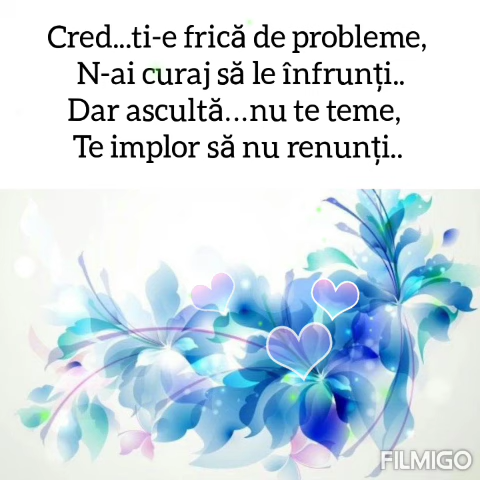 Cred...ti-e frică de probleme,
N-ai curaj să le înfrunți..
Dar ascultă...nu te teme,
Te implor să nu renunți..
FILMIGO